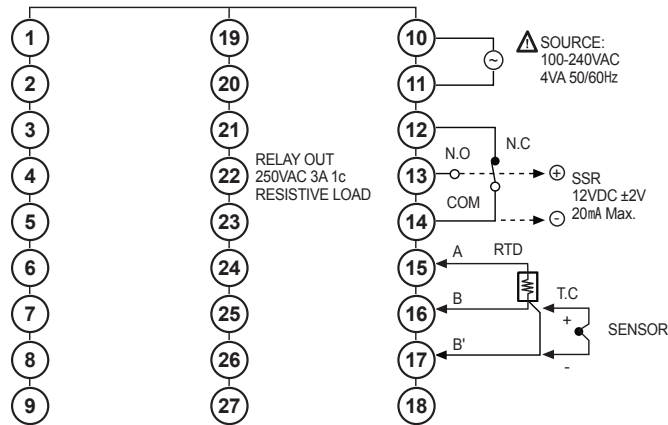 1 19 10
2 20 11
3 21 12
4 22 13
5 23 14
6 24 15
7 25 16
8 26 17
9 27 18
~
SOURCE:
100-240VAC
4VA 50/60Hz
RELAY OUT
250VAC 3A 1c
RESISTIVE LOAD
N.C
N.O
COM
+
-
SSR
12VDC ±2V
20mA Max.
A RTD
B
B'
T.C
+
-
SENSOR